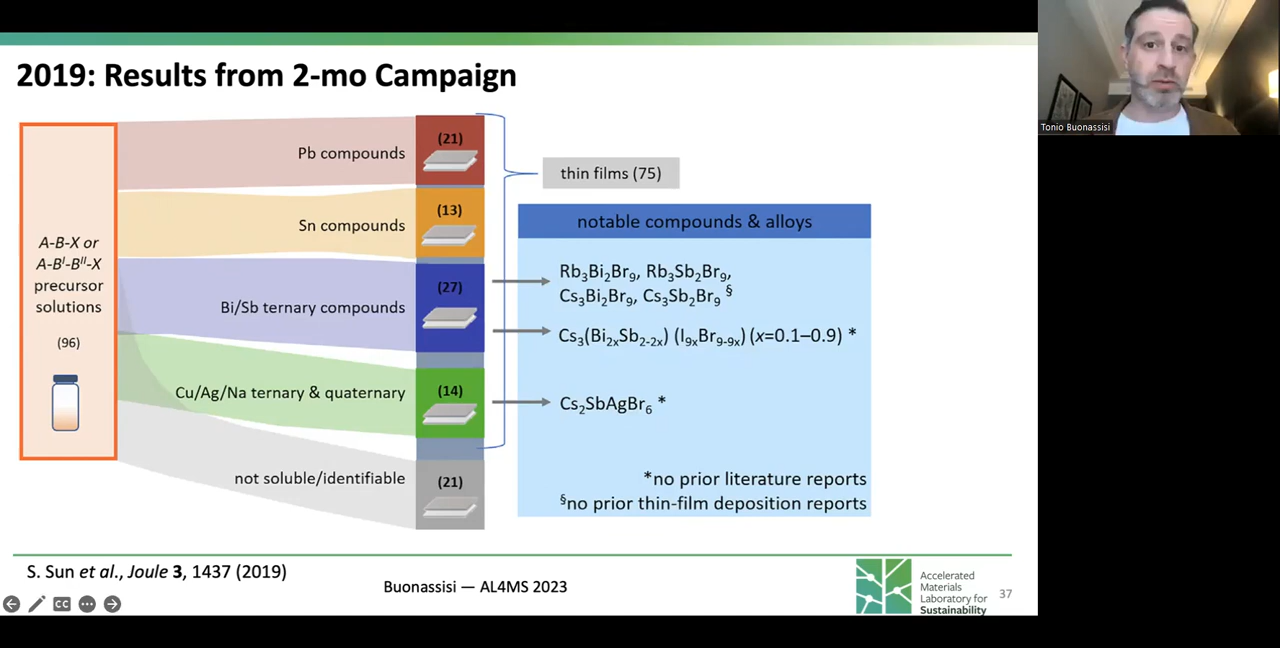 2019: Results from 2-mo Campaign
A-B-X or
A-Bᴵ-Bᴵᴵ-X
precursor
solutions
(96)
Pb compounds
(21)
Sn compounds
(13)
Bi/Sb ternary compounds
(27)
Cu/Ag/Na ternary & quaternary
(14)
not soluble/identifiable
(21)
thin films (75)
notable compounds & alloys
Rb₃Bi₂Br₉, Rb₃Sb₂Br₉,
Cs₃Bi₂Br₉, Cs₃Sb₂Br₉ §
Cs₃(Bi₂ₓSb₂₋₂ₓ) (I₉ₓBr₉₋₉ₓ) (x=0.1–0.9) *
Cs₂SbAgBr₆ *
*no prior literature reports
§no prior thin-film deposition reports
S. Sun et al., Joule 3, 1437 (2019)
Buonassisi — AL4MS 2023
Accelerated
Materials
Laboratory for
Sustainability
37
CC
Tonio Buonassisi